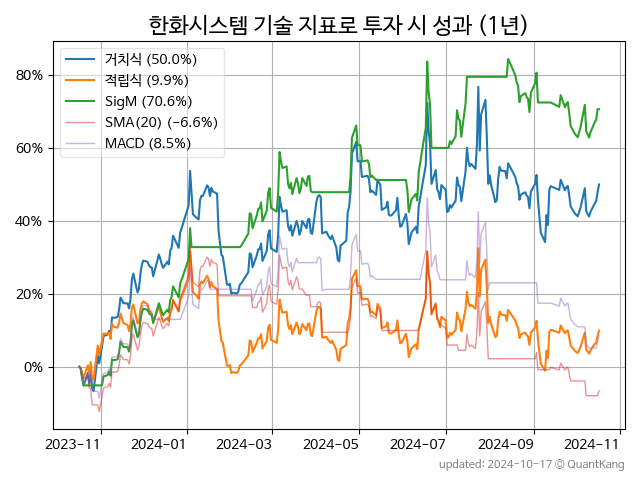 한화시스템 기술 지표로 투자 시 성과 (1년)
거치식 (50.0%)
적립식 (9.9%)
SigM (70.6%)
SMA(20) (−6.6%)
MACD (8.5%)
80%
60%
40%
20%
0%
2023-11 2024-01 2024-03 2024-05 2024-07 2024-09 2024-11
updated: 2024-10-17 © QuantKang